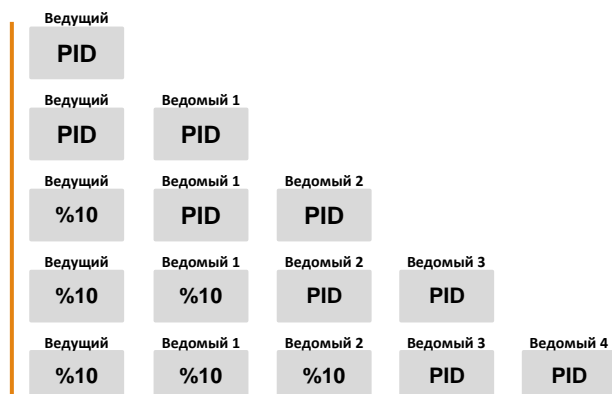 Ведущий
PID
Ведущий Ведомый 1
PID PID
Ведущий Ведомый 1 Ведомый 2
%10 PID PID
Ведущий Ведомый 1 Ведомый 2 Ведомый 3
%10 %10 PID PID
Ведущий Ведомый 1 Ведомый 2 Ведомый 3 Ведомый 4
%10 %10 %10 PID PID